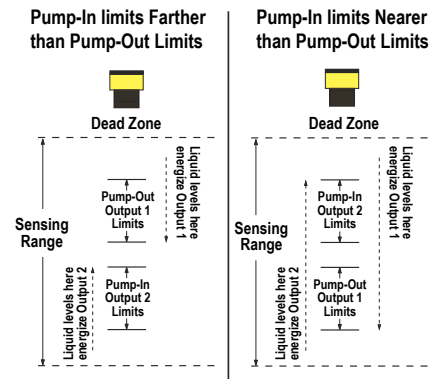 Pump-In limits Farther
than Pump-Out Limits
Dead Zone
Liquid levels here
energize Output 1
Pump-Out
Output 1
Limits
Sensing
Range
Pump-In
Output 2
Limits
Liquid levels here
energize Output 2
Pump-In limits Nearer
than Pump-Out Limits
Dead Zone
Liquid levels here
energize Output 1
Pump-In
Output 2
Limits
Sensing
Range
Pump-Out
Output 1
Limits
Liquid levels here
energize Output 2